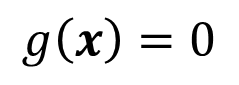 g(x) = 0